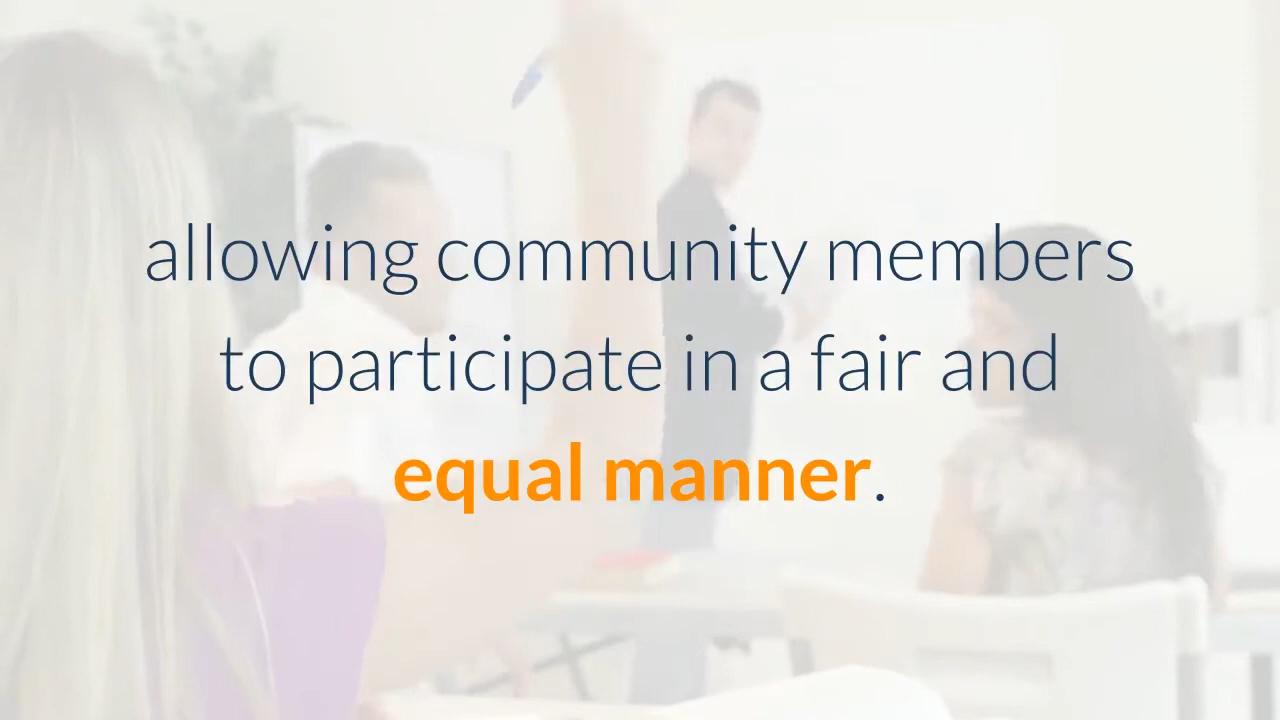 allowing community members
to participate in a fair and
equal manner.